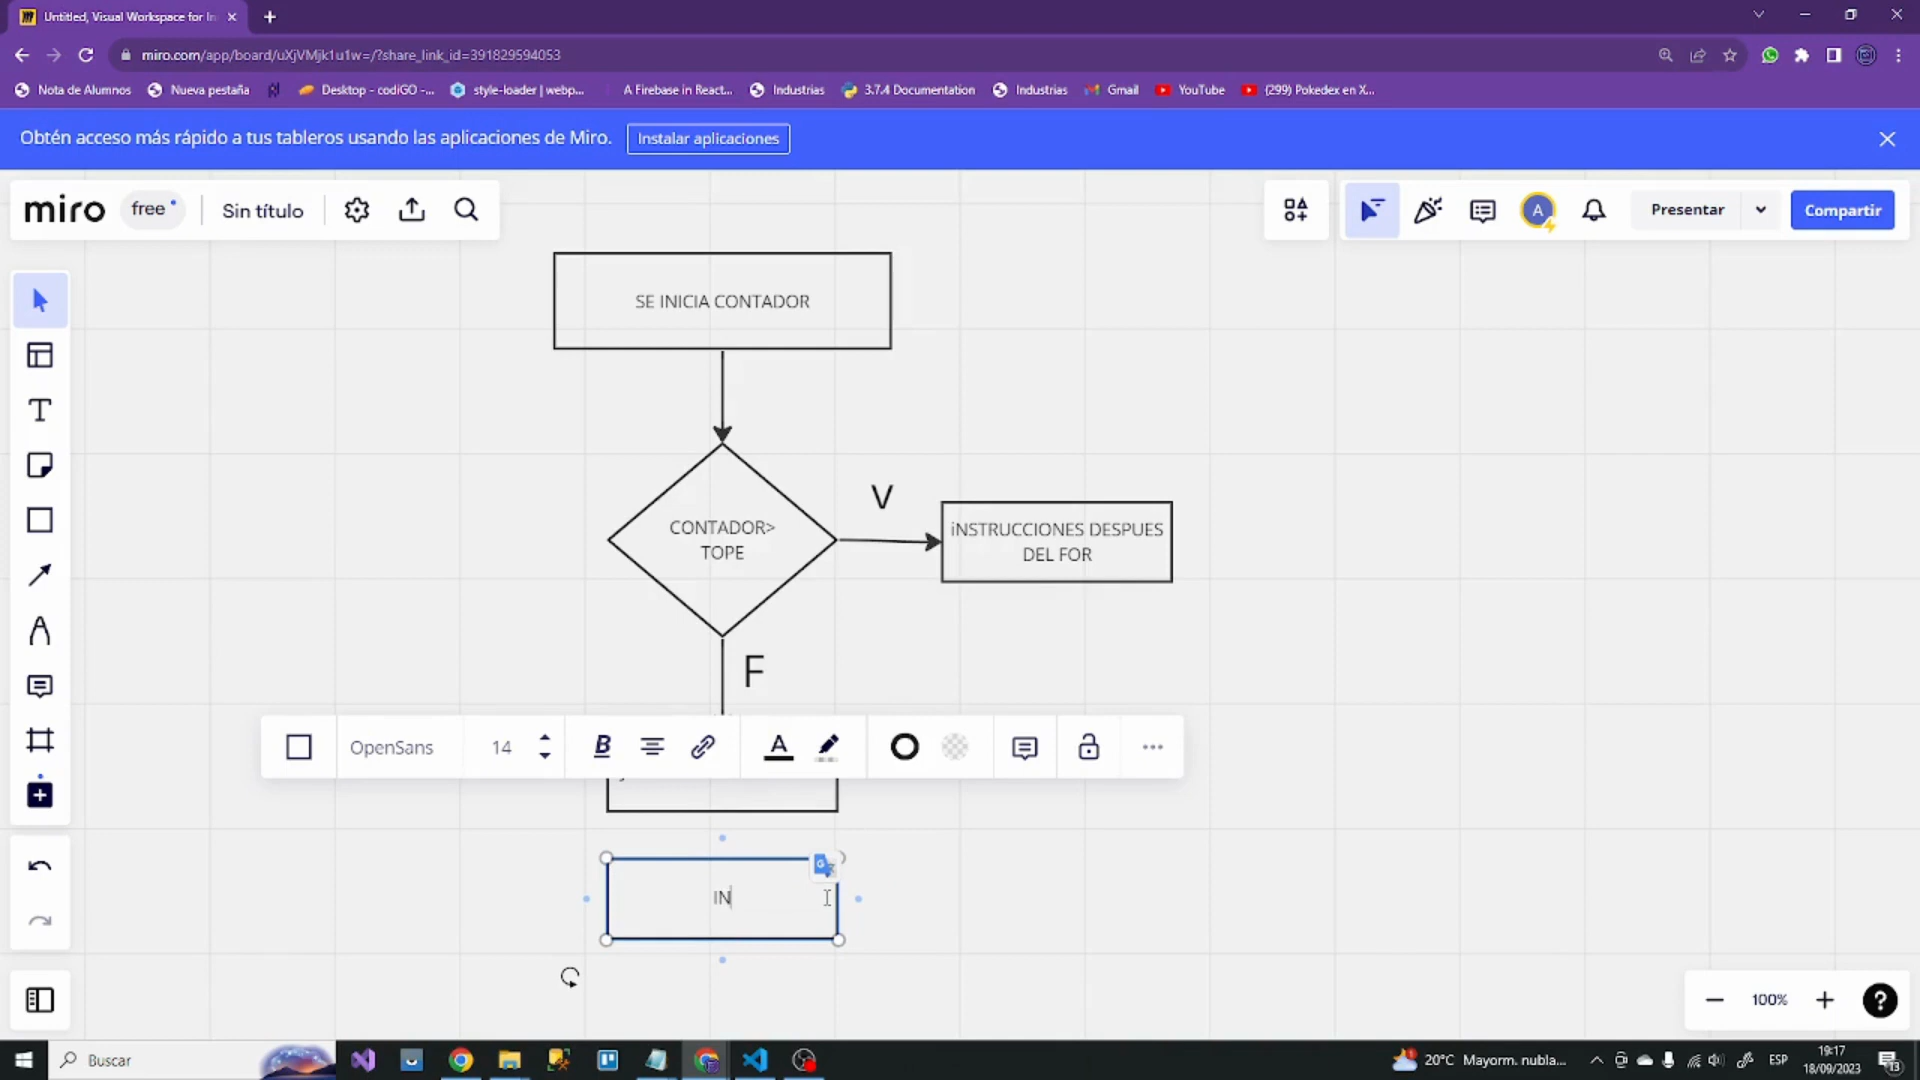 Untitled, Visual Workspace for In
miro.com/app/board/uXjVMjk1u1w=/?share_link_id=391829594053
Nota de Alumnos
Nueva pestaña
Desktop - codiGO -...
style-loader | webp...
A Firebase in React...
Industrias
3.7.4 Documentation
Industrias
Gmail
YouTube
(299) Pokedex en X...
Obtén acceso más rápido a tus tableros usando las aplicaciones de Miro.
Instalar aplicaciones
miro
free
Sin título
A
Presentar
Compartir
SE INICIA CONTADOR
CONTADOR>
TOPE
V
iNSTRUCCIONES DESPUES
DEL FOR
F
OpenSans
14
B
A
IN
100%
?
Buscar
20°C Mayorm. nubla...
ESP
19:17
18/09/2023
13